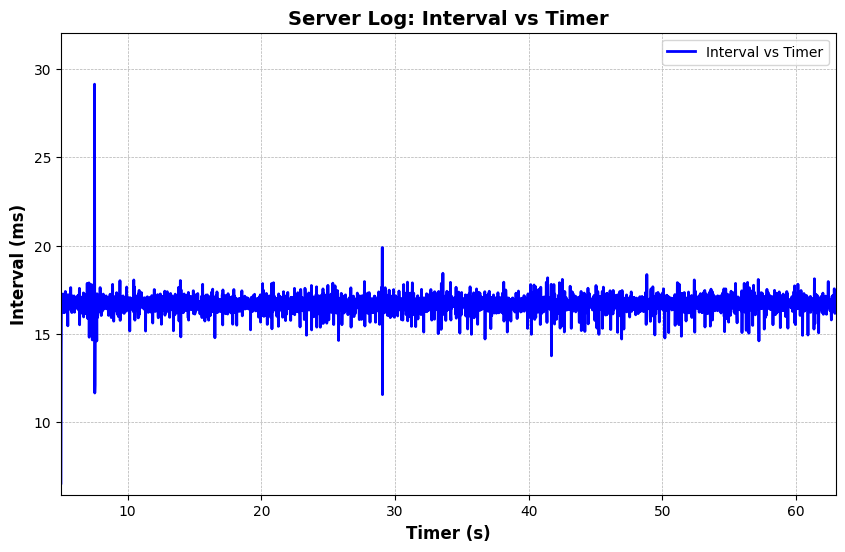 Server Log: Interval vs Timer
Interval vs Timer
30
25
20
15
10
Interval (ms)
10 20 30 40 50 60
Timer (s)